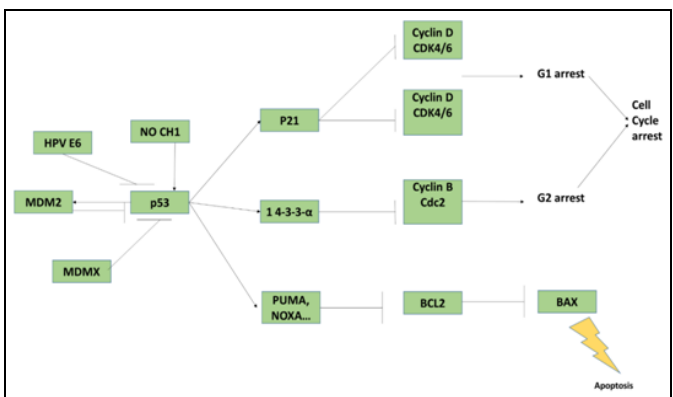 Cyclin D
CDK4/6
G1 arrest
Cyclin D
CDK4/6
Cell
Cycle
arrest
P21
NO CH1
HPV E6
MDM2
p53
1 4-3-3-α
Cyclin B
Cdc2
G2 arrest
MDMX
PUMA,
NOXA...
BCL2
BAX
Apoptosis